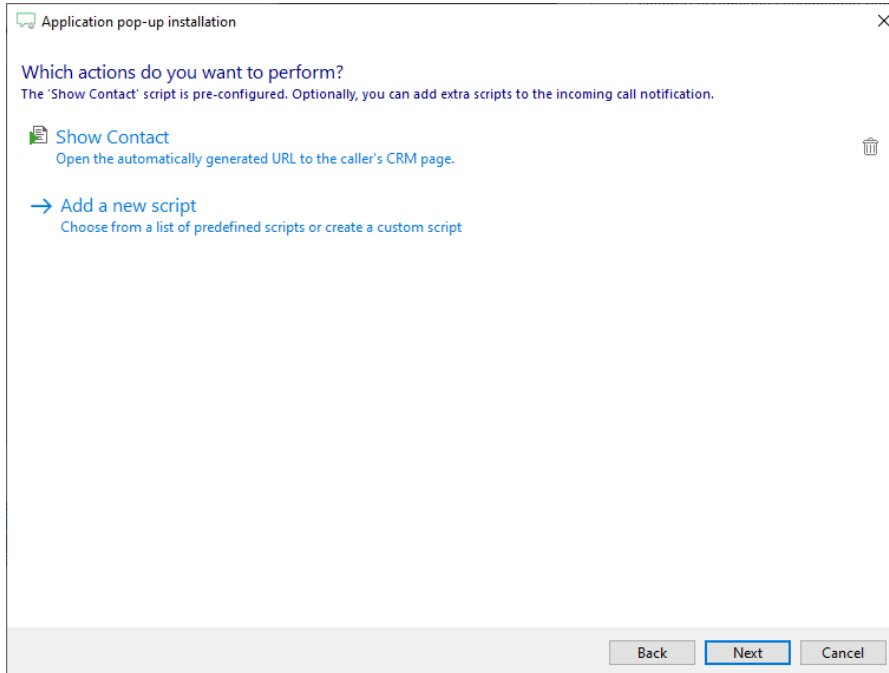 Application pop-up installation
Which actions do you want to perform?
The 'Show Contact' script is pre-configured. Optionally, you can add extra scripts to the incoming call notification.
Show Contact
Open the automatically generated URL to the caller's CRM page.
Add a new script
Choose from a list of predefined scripts or create a custom script
Back Next Cancel